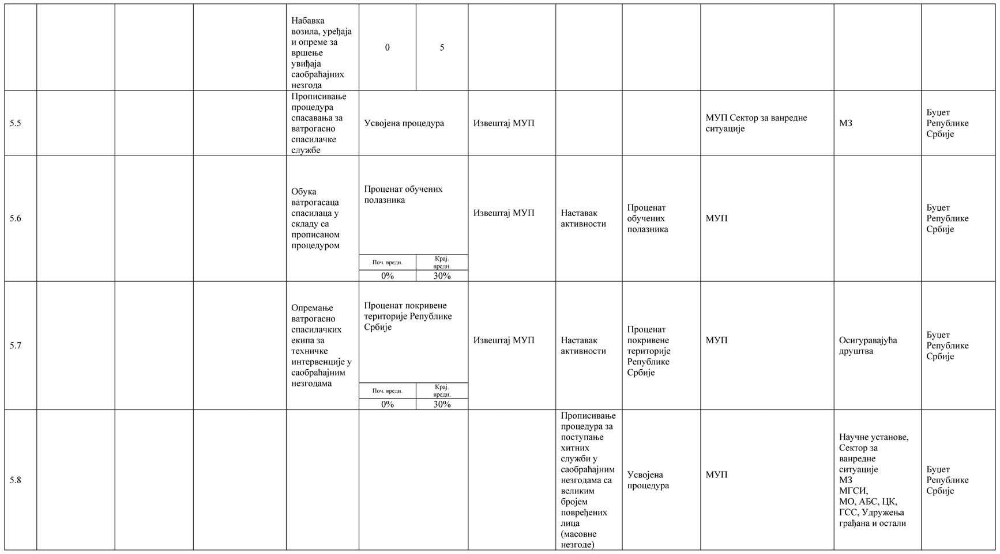 Набавка
возила, уређаја
и опреме за
вршење
увиђаја
саобраћајних
незгода
0
5
5.5
Прописивање
процедура
спасавања за
ватрогасно
спасилачке
службе
Усвојена процедура
Извештај МУП
МУП Сектор за ванредне
ситуације
МЗ
Буџет
Републике
Србије
5.6
Обука
ватрогасаца
спасилаца у
складу са
прописаном
процедуром
Проценат обучених
полазника
Поч. вредн.
Крај.
вредн.
0%
30%
Извештај МУП
Наставак
активности
Проценат
обучених
полазника
МУП
Буџет
Републике
Србије
5.7
Опремање
ватрогасно
спасилачких
екипа за
техничке
интервенције у
саобраћајним
незгодама
Проценат покривене
територије Републике
Србије
Поч. вредн.
Крај.
вредн.
0%
30%
Извештај МУП
Наставак
активности
Проценат
покривене
територије
Републике
Србије
МУП
Осигуравајућа
друштва
Буџет
Републике
Србије
5.8
Прописивање
процедура за
поступање
хитних
служби у
саобраћајним
незгодама са
великим
бројем
повређених
лица
(масовне
незгоде)
Усвојена
процедура
МУП
Научне установе,
Сектор за
ванредне
ситуације
МЗ
МГСИ,
МО, АБС, ЦК,
ГСС, Удружења
грађана и остали
Буџет
Републике
Србије